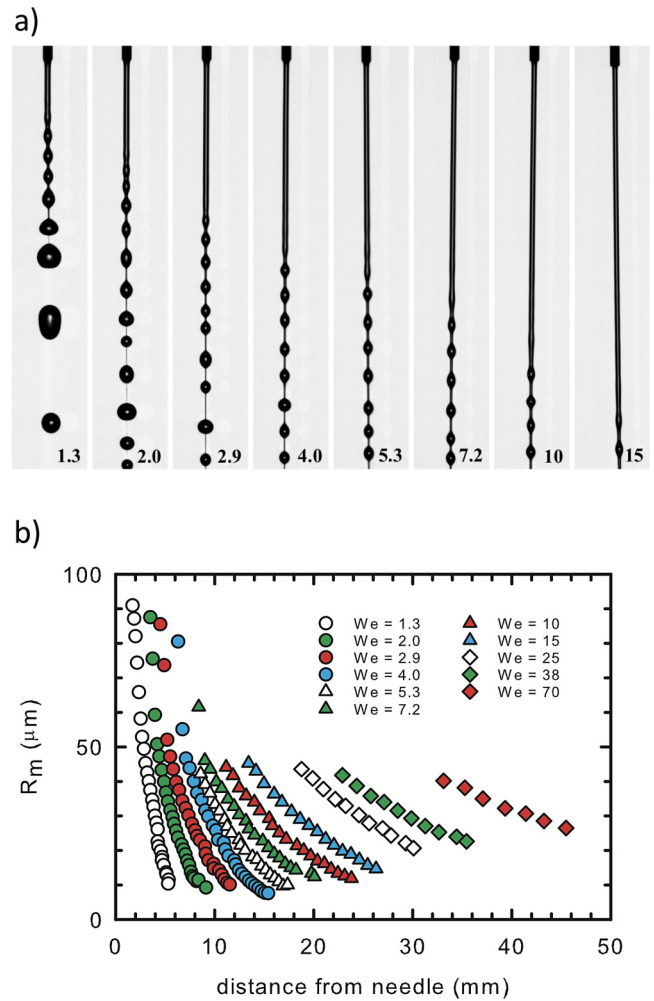 a)
1.3 2.0 2.9 4.0 5.3 7.2 10 15
b)
100
50
0
Rm (μm)
We = 1.3
We = 2.0
We = 2.9
We = 4.0
We = 5.3
We = 7.2
We = 10
We = 15
We = 25
We = 38
We = 70
0 10 20 30 40 50
distance from needle (mm)